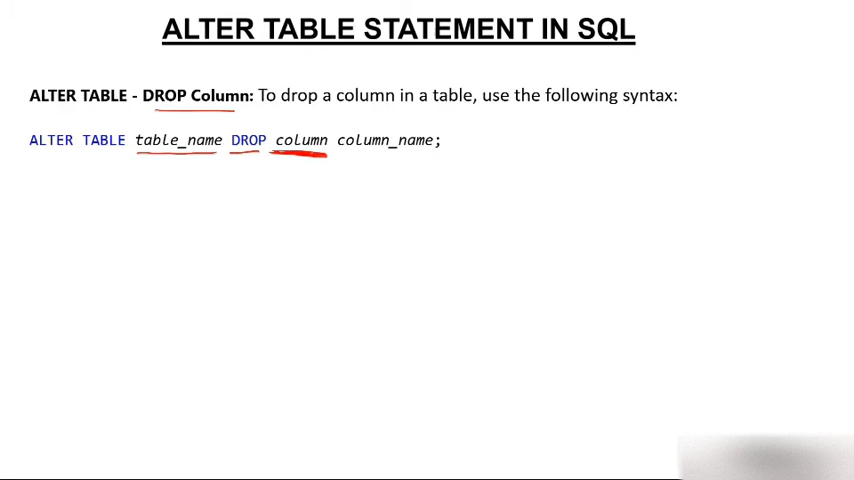 ALTER TABLE STATEMENT IN SQL
ALTER TABLE - DROP Column: To drop a column in a table, use the following syntax:
ALTER TABLE table_name DROP column column_name;